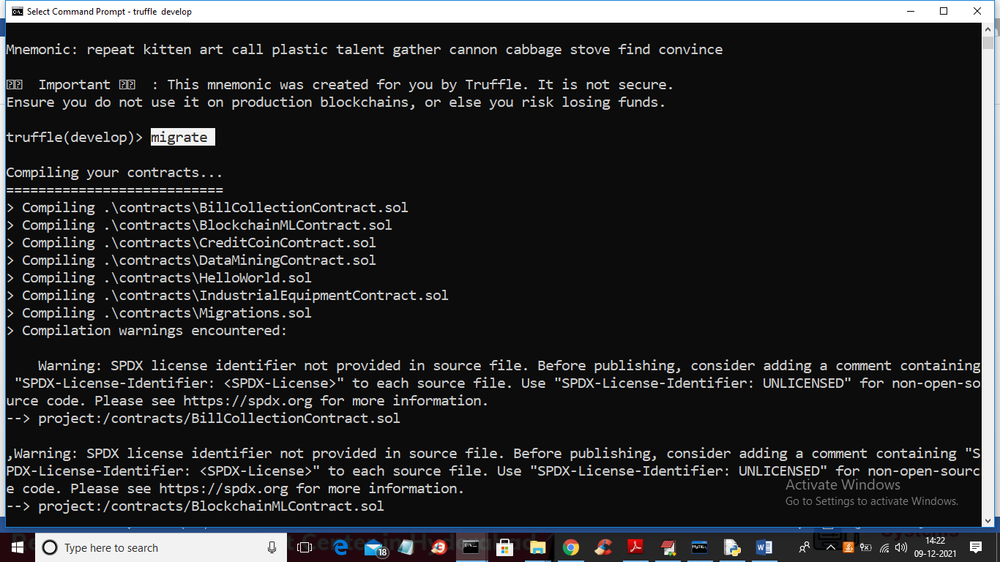 Select Command Prompt - truffle develop
Mnemonic: repeat kitten art call plastic talent gather cannon cabbage stove find convince
Important : This mnemonic was created for you by Truffle. It is not secure.
Ensure you do not use it on production blockchains, or else you risk losing funds.
truffle(develop)> migrate
Compiling your contracts...
===========================
> Compiling .\contracts\BillCollectionContract.sol
> Compiling .\contracts\BlockchainMLContract.sol
> Compiling .\contracts\CreditCoinContract.sol
> Compiling .\contracts\DataMiningContract.sol
> Compiling .\contracts\HelloWorld.sol
> Compiling .\contracts\IndustrialEquipmentContract.sol
> Compiling .\contracts\Migrations.sol
> Compilation warnings encountered:
Warning: SPDX license identifier not provided in source file. Before publishing, consider adding a comment containing
"SPDX-License-Identifier: <SPDX-License>" to each source file. Use "SPDX-License-Identifier: UNLICENSED" for non-open-so
urce code. Please see https://spdx.org for more information.
--> project:/contracts/BillCollectionContract.sol
,Warning: SPDX license identifier not provided in source file. Before publishing, consider adding a comment containing "S
PDX-License-Identifier: <SPDX-License>" to each source file. Use "SPDX-License-Identifier: UNLICENSED" for non-open-sourc
e code. Please see https://spdx.org for more information.
--> project:/contracts/BlockchainMLContract.sol
Activate Windows
Go to Settings to activate Windows.
Type here to search
18
14:22
09-12-2021